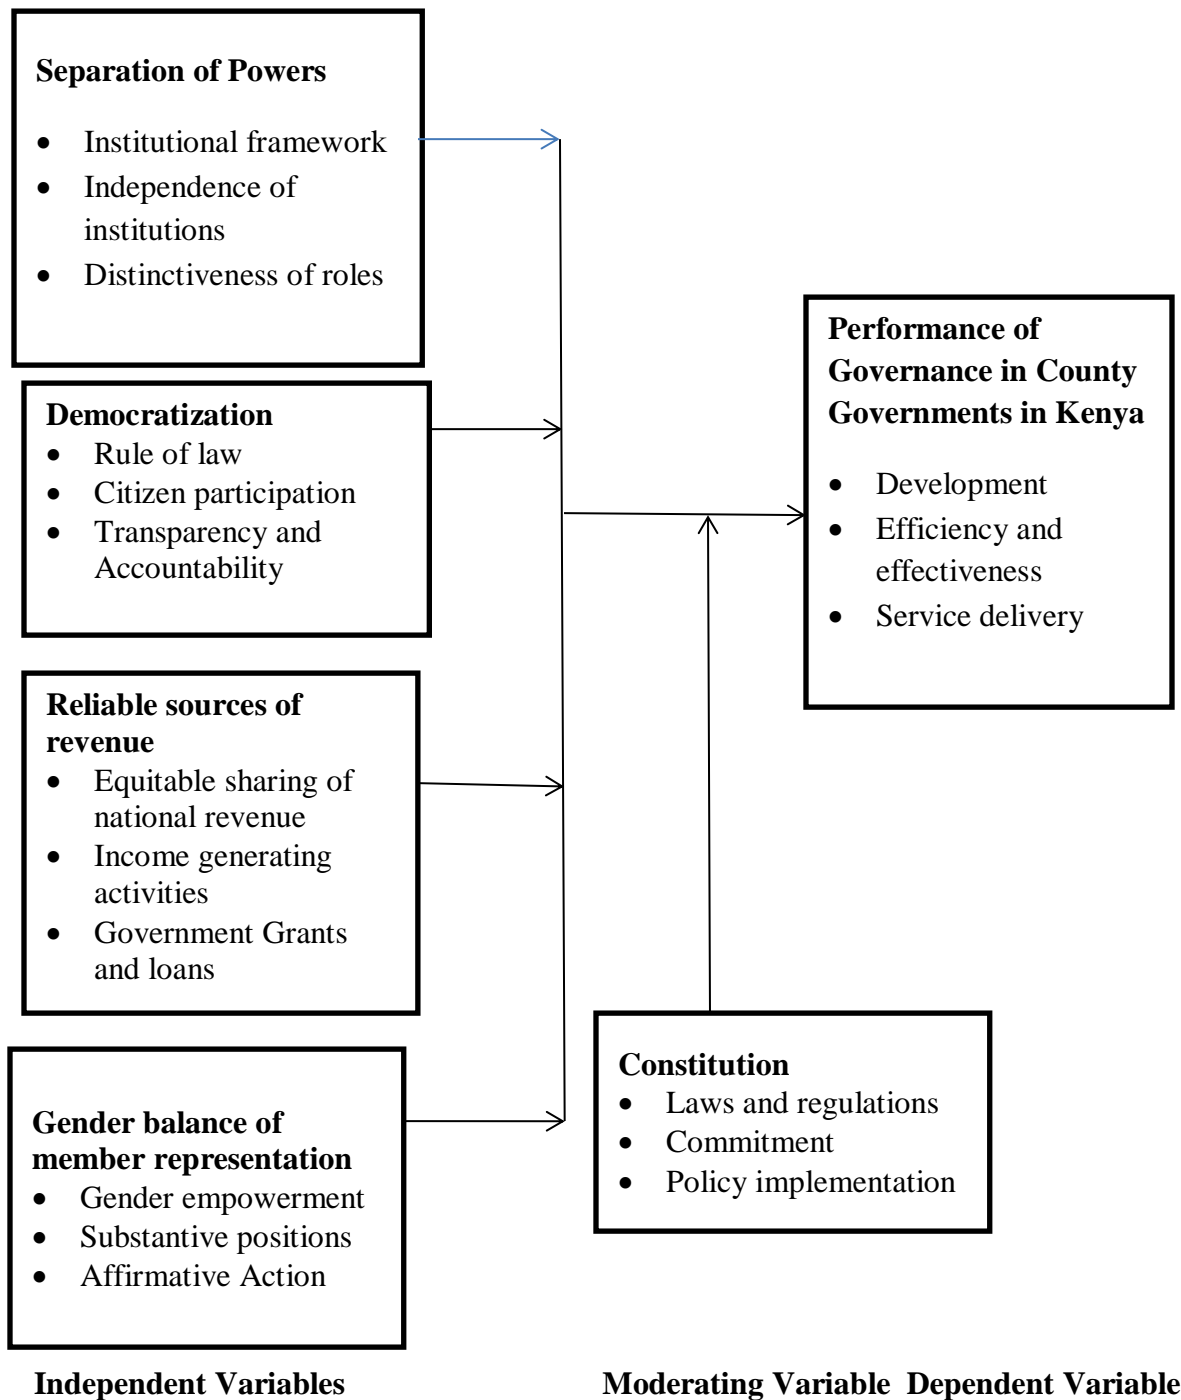 Separation of Powers
• Institutional framework
• Independence of
institutions
• Distinctiveness of roles
Democratization
• Rule of law
• Citizen participation
• Transparency and
Accountability
Reliable sources of
revenue
• Equitable sharing of
national revenue
• Income generating
activities
• Government Grants
and loans
Gender balance of
member representation
• Gender empowerment
• Substantive positions
• Affirmative Action
Performance of
Governance in County
Governments in Kenya
• Development
• Efficiency and
effectiveness
• Service delivery
Constitution
• Laws and regulations
• Commitment
• Policy implementation
Independent Variables
Moderating Variable
Dependent Variable